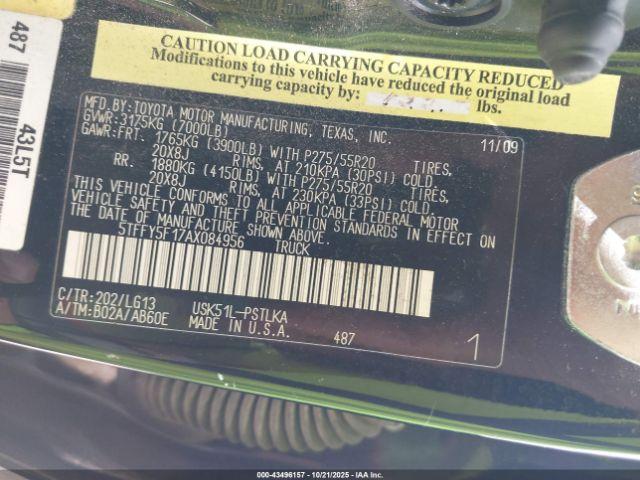 CAUTION LOAD CARRYING CAPACITY REDUCED
Modifications to this vehicle have reduced the original load
carrying capacity by: lbs.
487
43L5T
MFD.BY:TOYOTA MOTOR MANUFACTURING, TEXAS, INC. 11/09
GVWR:3175KG (7000LB)
GAWR:FRT. 1765KG (3900LB) WITH P275/55R20 TIRES,
20X8J RIMS, AT 210KPA (30PSI) COLD
RR. 1880KG (4150LB) WITH P275/55R20 TIRES,
20X8J RIMS, AT 230KPA (33PSI) COLD
THIS VEHICLE CONFORMS TO ALL APPLICABLE FEDERAL MOTOR
VEHICLE SAFETY AND THEFT PREVENTION STANDARDS IN EFFECT ON
THE DATE OF MANUFACTURE SHOWN ABOVE.
5TFFY5F17AX084956 TRUCK
C/TR:202/LG13 USK51L-PSTLKA
A/TM:B02A/AB60E MADE IN U.S.A.
487 1
000-43496157 - 10/21/2025 - IAAI.com